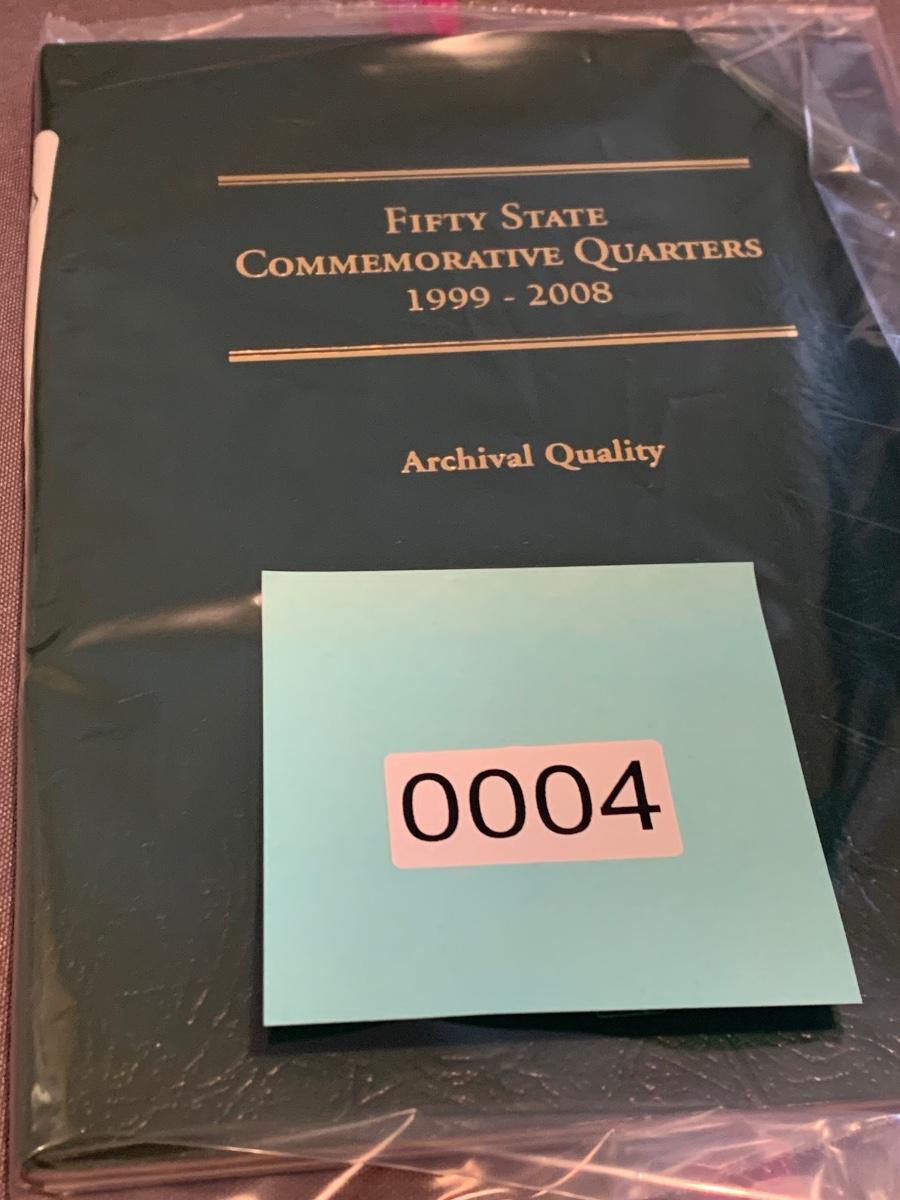 Fifty State
Commemorative Quarters
1999 - 2008
Archival Quality
0004